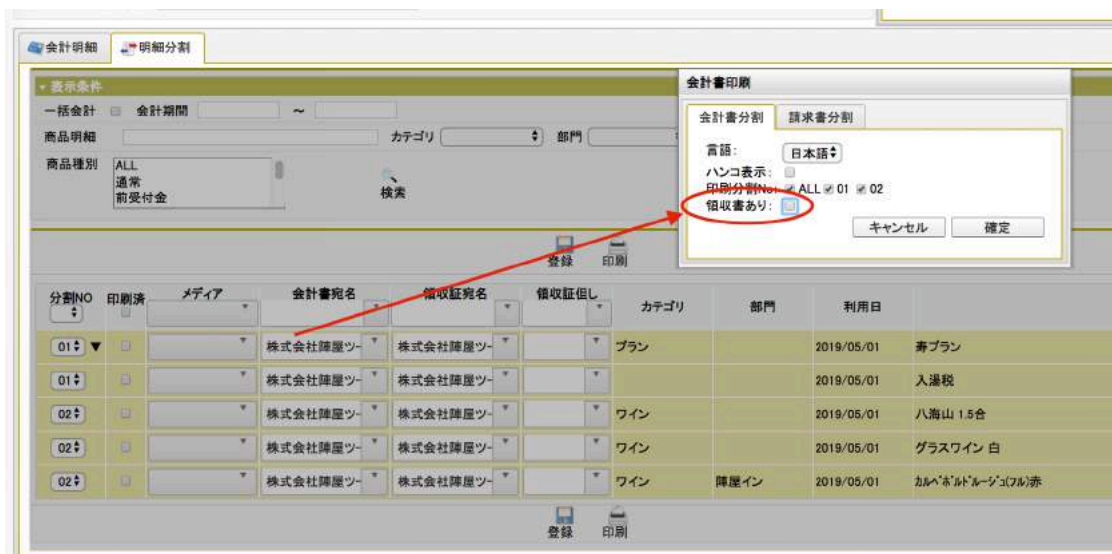 会計明細 明細分割
表示条件
一括会計 会計期間 ~
商品明細 カテゴリ 部門
商品種別 ALL
通常
前受付金
検索
会計書印刷
会計書分割 請求書分割
言語: 日本語
ハンコ表示:
印刷分割No: ALL 01 02
領収書あり:
キャンセル 確定
登録 印刷
分割NO 印刷済 メディア 会計書宛名 領収証宛名 領収証但し カテゴリ 部門 利用日
01 株式会社陣屋ツー 株式会社陣屋ツー プラン 2019/05/01 寿プラン
01 株式会社陣屋ツー 株式会社陣屋ツー 2019/05/01 入湯税
02 株式会社陣屋ツー 株式会社陣屋ツー ワイン 2019/05/01 八海山 1.5合
02 株式会社陣屋ツー 株式会社陣屋ツー ワイン 2019/05/01 グラスワイン 白
02 株式会社陣屋ツー 株式会社陣屋ツー ワイン 陣屋イン 2019/05/01 カルベボルドルージュ(フル)赤
登録 印刷